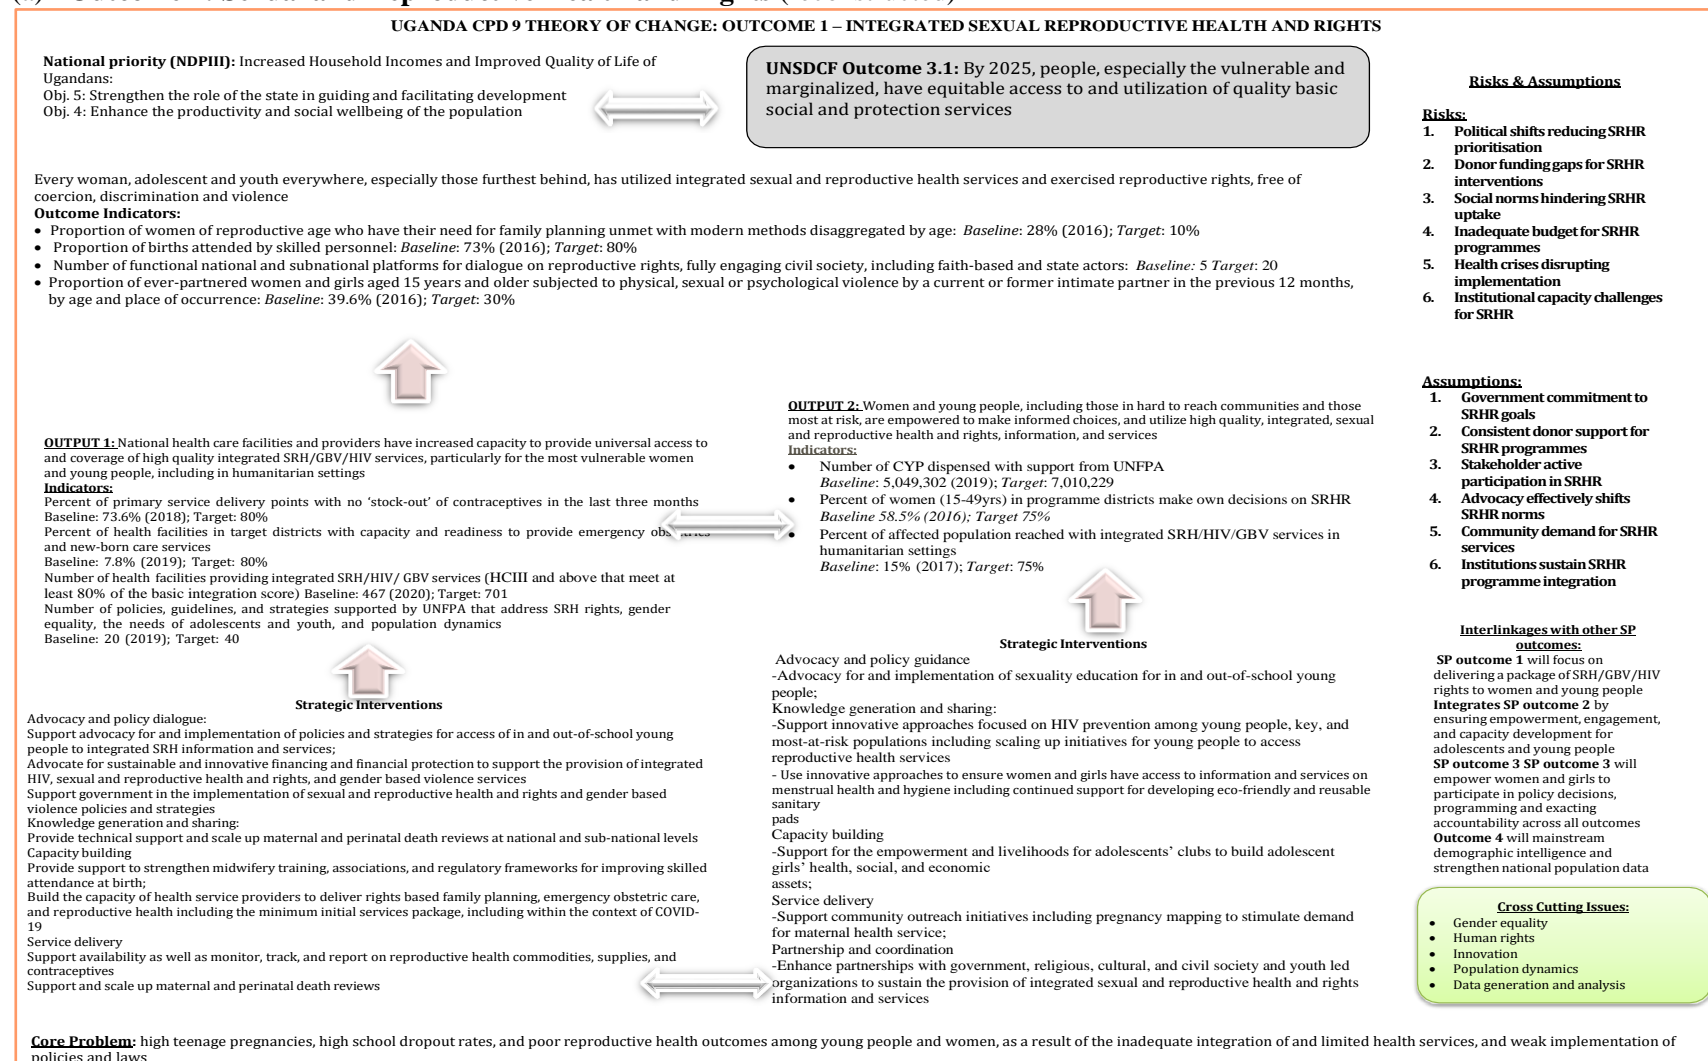 UGANDA CPD 9 THEORY OF CHANGE: OUTCOME 1 – INTEGRATED SEXUAL REPRODUCTIVE HEALTH AND RIGHTS
National priority (NDPIII): Increased Household Incomes and Improved Quality of Life of
Ugandans:
Obj. 5: Strengthen the role of the state in guiding and facilitating development
Obj. 4: Enhance the productivity and social wellbeing of the population
UNSDCF Outcome 3.1: By 2025, people, especially the vulnerable and
marginalized, have equitable access to and utilization of quality basic
social and protection services
Every woman, adolescent and youth everywhere, especially those furthest behind, has utilized integrated sexual and reproductive health services and exercised reproductive rights, free of
coercion, discrimination and violence
Outcome Indicators:
• Proportion of women of reproductive age who have their need for family planning unmet with modern methods disaggregated by age: Baseline: 28% (2016); Target: 10%
• Proportion of births attended by skilled personnel: Baseline: 73% (2016); Target: 80%
• Number of functional national and subnational platforms for dialogue on reproductive rights, fully engaging civil society, including faith-based and state actors: Baseline: 5 Target: 20
• Proportion of ever-partnered women and girls aged 15 years and older subjected to physical, sexual or psychological violence by a current or former intimate partner in the previous 12 months,
by age and place of occurrence: Baseline: 39.6% (2016); Target: 30%
OUTPUT 1: National health care facilities and providers have increased capacity to provide universal access to
and coverage of high quality integrated SRH/GBV/HIV services, particularly for the most vulnerable women
and young people, including in humanitarian settings
Indicators:
Percent of primary service delivery points with no ‘stock-out’ of contraceptives in the last three months
Baseline: 73.6% (2018); Target: 80%
Percent of health facilities in target districts with capacity and readiness to provide emergency obstetrics
and new-born care services
Baseline: 7.8% (2019); Target: 80%
Number of health facilities providing integrated SRH/HIV/ GBV services (HCIII and above that meet at
least 80% of the basic integration score) Baseline: 467 (2020); Target: 701
Number of policies, guidelines, and strategies supported by UNFPA that address SRH rights, gender
equality, the needs of adolescents and youth, and population dynamics
Baseline: 20 (2019); Target: 40
Strategic Interventions
Advocacy and policy dialogue:
Support advocacy for and implementation of policies and strategies for access of in and out-of-school young
people to integrated SRH information and services;
Advocate for sustainable and innovative financing and financial protection to support the provision of integrated
HIV, sexual and reproductive health and rights, and gender based violence services
Support government in the implementation of sexual and reproductive health and rights and gender based
violence policies and strategies
Knowledge generation and sharing:
Provide technical support and scale up maternal and perinatal death reviews at national and sub-national levels
Capacity building
Provide support to strengthen midwifery training, associations, and regulatory frameworks for improving skilled
attendance at birth;
Build the capacity of health service providers to deliver rights based family planning, emergency obstetric care,
and reproductive health including the minimum initial services package, including within the context of COVID-
19
Service delivery
Support availability as well as monitor, track, and report on reproductive health commodities, supplies, and
contraceptives
Support and scale up maternal and perinatal death reviews
OUTPUT 2: Women and young people, including those in hard to reach communities and those
most at risk, are empowered to make informed choices, and utilize high quality, integrated, sexual
and reproductive health and rights, information, and services
Indicators:
• Number of CYP dispensed with support from UNFPA
Baseline: 5,049,302 (2019); Target: 7,010,229
• Percent of women (15-49yrs) in programme districts make own decisions on SRHR
Baseline 58.5% (2016); Target 75%
• Percent of affected population reached with integrated SRH/HIV/GBV services in
humanitarian settings
Baseline: 15% (2017); Target: 75%
Strategic Interventions
Advocacy and policy guidance
-Advocacy for and implementation of sexuality education for in and out-of-school young
people;
Knowledge generation and sharing:
-Support innovative approaches focused on HIV prevention among young people, key, and
most-at-risk populations including scaling up initiatives for young people to access
reproductive health services
- Use innovative approaches to ensure women and girls have access to information and services on
menstrual health and hygiene including continued support for developing eco-friendly and reusable
sanitary
pads
Capacity building
-Support for the empowerment and livelihoods for adolescents’ clubs to build adolescent
girls’ health, social, and economic
assets;
Service delivery
-Support community outreach initiatives including pregnancy mapping to stimulate demand
for maternal health service;
Partnership and coordination
-Enhance partnerships with government, religious, cultural, and civil society and youth led
organizations to sustain the provision of integrated sexual and reproductive health and rights
information and services
Risks & Assumptions
Risks:
1. Political shifts reducing SRHR
prioritisation
2. Donor funding gaps for SRHR
interventions
3. Social norms hindering SRHR
uptake
4. Inadequate budget for SRHR
programmes
5. Health crises disrupting
implementation
6. Institutional capacity challenges
for SRHR
Assumptions:
1. Government commitment to
SRHR goals
2. Consistent donor support for
SRHR programmes
3. Stakeholder active
participation in SRHR
4. Advocacy effectively shifts
SRHR norms
5. Community demand for SRHR
services
6. Institutions sustain SRHR
programme integration
Interlinkages with other SP
outcomes:
SP outcome 1 will focus on
delivering a package of SRH/GBV/HIV
rights to women and young people
Integrates SP outcome 2 by
ensuring empowerment, engagement,
and capacity development for
adolescents and young people
SP outcome 3 SP outcome 3 will
empower women and girls to
participate in policy decisions,
programming and exacting
accountability across all outcomes
Outcome 4 will mainstream
demographic intelligence and
strengthen national population data
Cross Cutting Issues:
• Gender equality
• Human rights
• Innovation
• Population dynamics
• Data generation and analysis
Core Problem: high teenage pregnancies, high school dropout rates, and poor reproductive health outcomes among young people and women, as a result of the inadequate integration of and limited health services, and weak implementation of
policies and laws